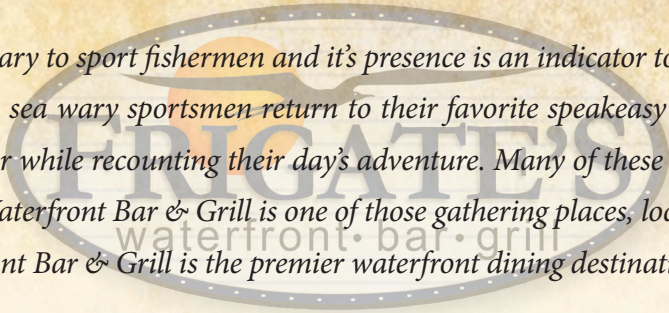 ary to sport fishermen and it's presence is an indicator to
sea wary sportsmen return to their favorite speakeasy
r while recounting their day's adventure. Many of these
FRIGATE'S
aterfront Bar & Grill is one of those gathering places, loc
waterfront • bar • grill
nt Bar & Grill is the premier waterfront dining destinati